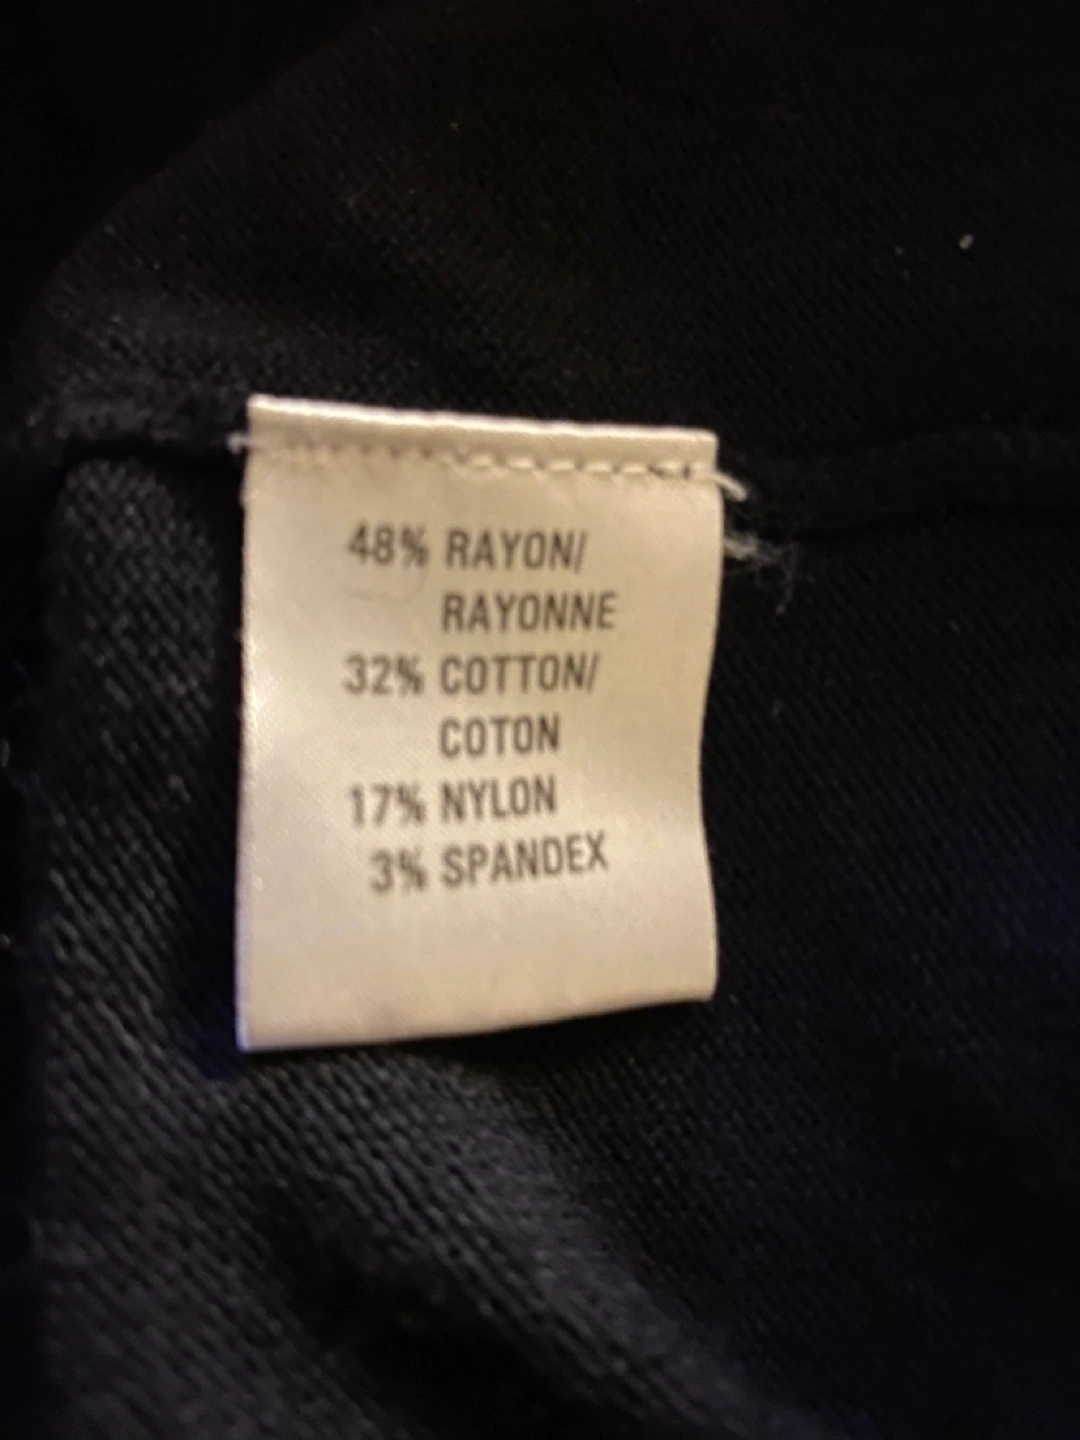 48% RAYON/
RAYONNE
32% COTTON/
COTON
17% NYLON
3% SPANDEX